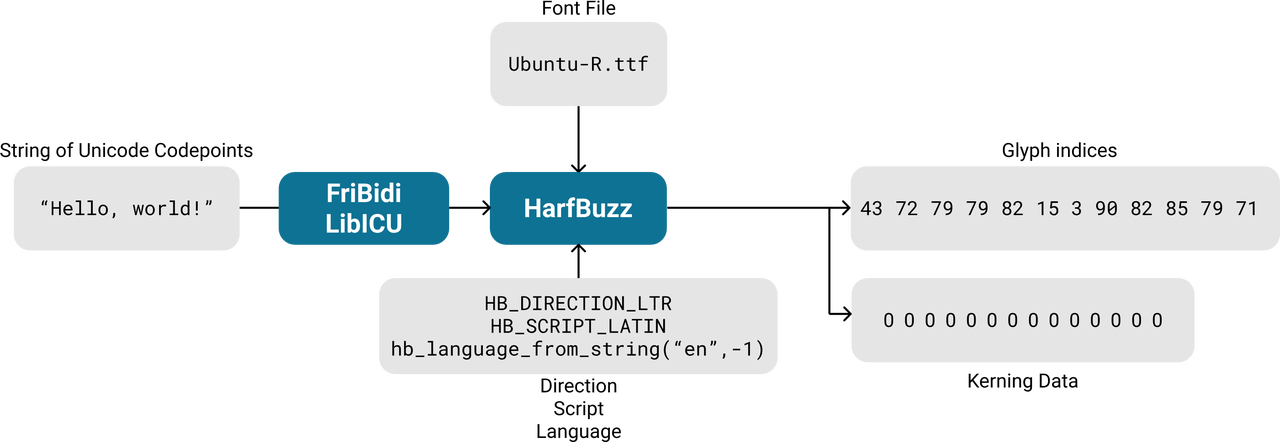 Font File
Ubuntu-R.ttf
String of Unicode Codepoints
“Hello, world!”
FriBidi
LibICU
HarfBuzz
Glyph indices
43 72 79 79 82 15 3 90 82 85 79 71
HB_DIRECTION_LTR
HB_SCRIPT_LATIN
hb_language_from_string(“en”,-1)
Direction
Script
Language
0 0 0 0 0 0 0 0 0 0 0 0 0 0
Kerning Data